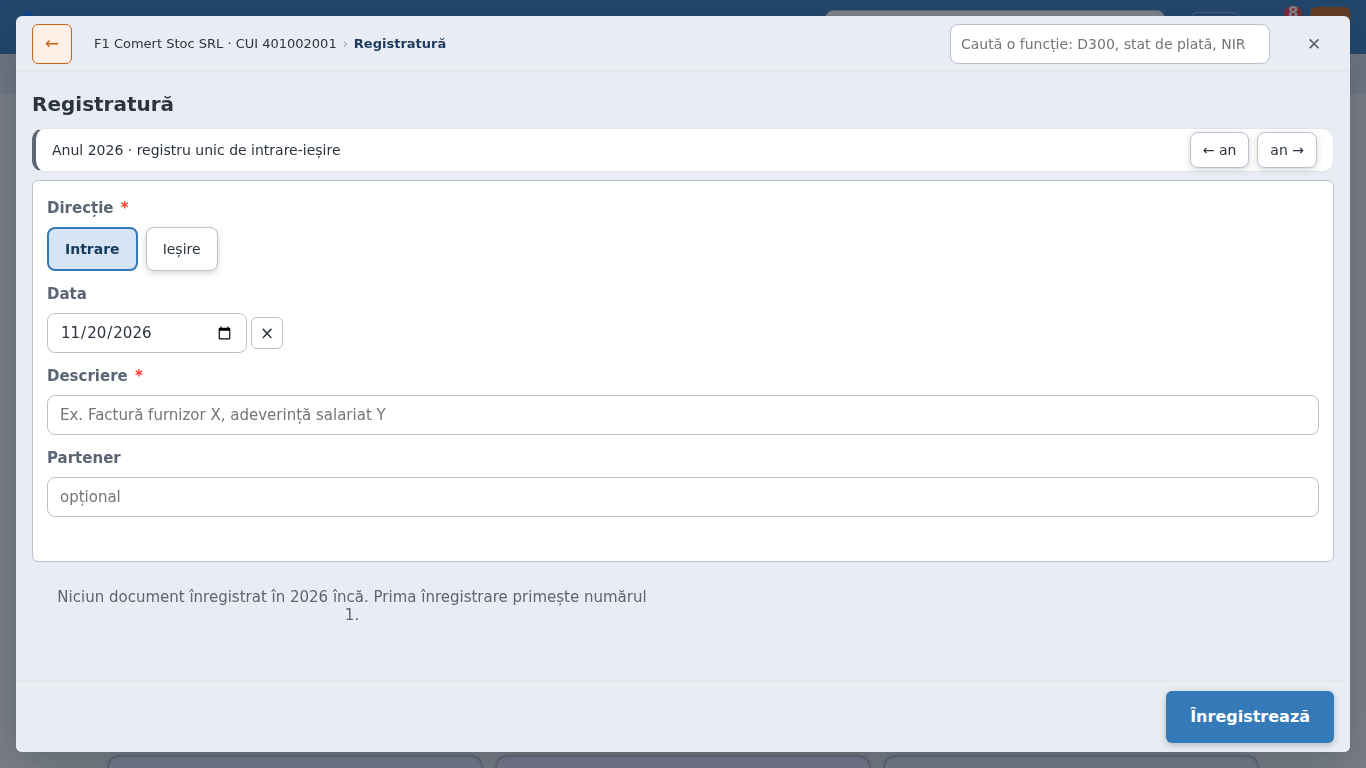 8
←
F1 Comert Stoc SRL · CUI 401002001 › Registratură
Caută o funcție: D300, stat de plată, NIR
✕
Registratură
Anul 2026 · registru unic de intrare-ieșire
← an
an →
Direcție *
Intrare
Ieșire
Data
11/20/2026
×
Descriere *
Ex. Factură furnizor X, adeverință salariat Y
Partener
opțional
Niciun document înregistrat în 2026 încă. Prima înregistrare primește numărul
1.
Înregistrează